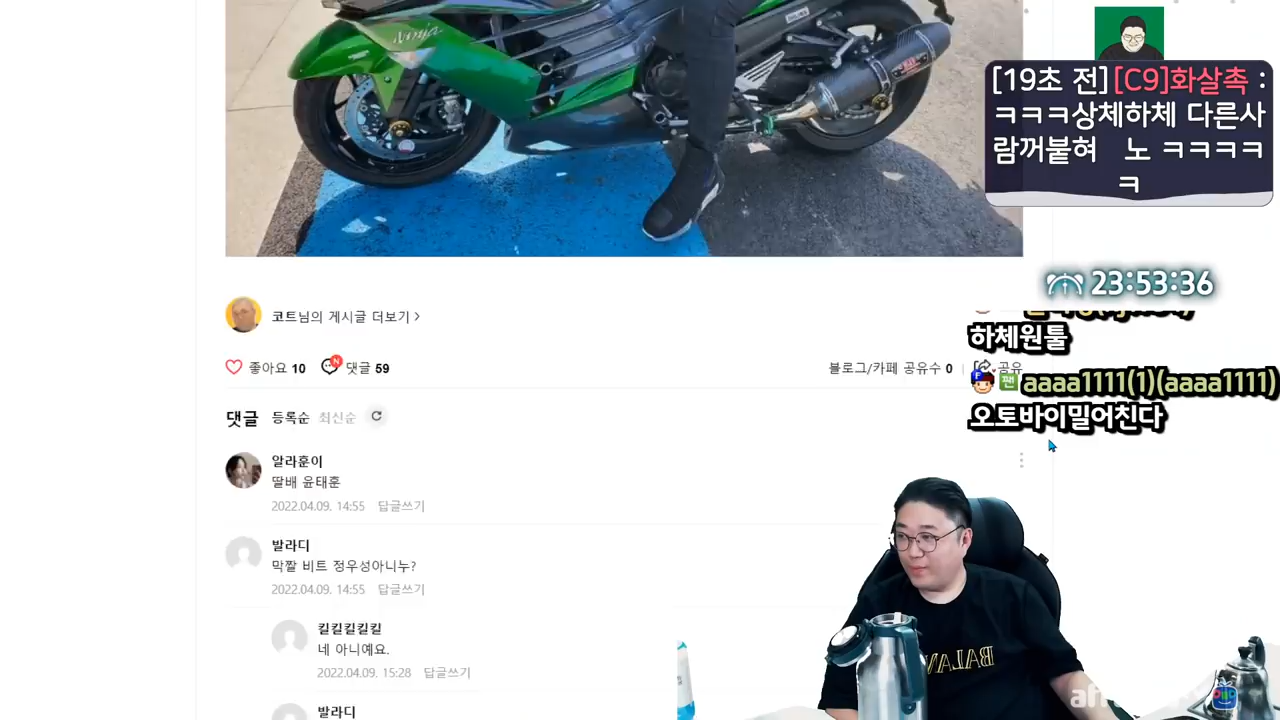 Ninja
[19초 전] [C9]화살촉 :
ㅋㅋㅋ상체하체 다른사
람꺼붙혀 노 ㅋㅋㅋㅋ
ㅋ
23:53:36
하체원툴
짼 aaaa1111(1)(aaaa1111)
오토바이밀어친다
코트님의 게시글 더보기 >
좋아요 10 N 댓글 59
블로그/카페 공유수 0 공유
댓글 등록순 최신순
알라훈이
딸배 윤태훈
2022.04.09. 14:55 답글쓰기
발라디
막짤 비트 정우성아니누?
2022.04.09. 14:55 답글쓰기
킬킬킬킬킬
네 아니예요.
2022.04.09. 15:28 답글쓰기
발라디
BALAN